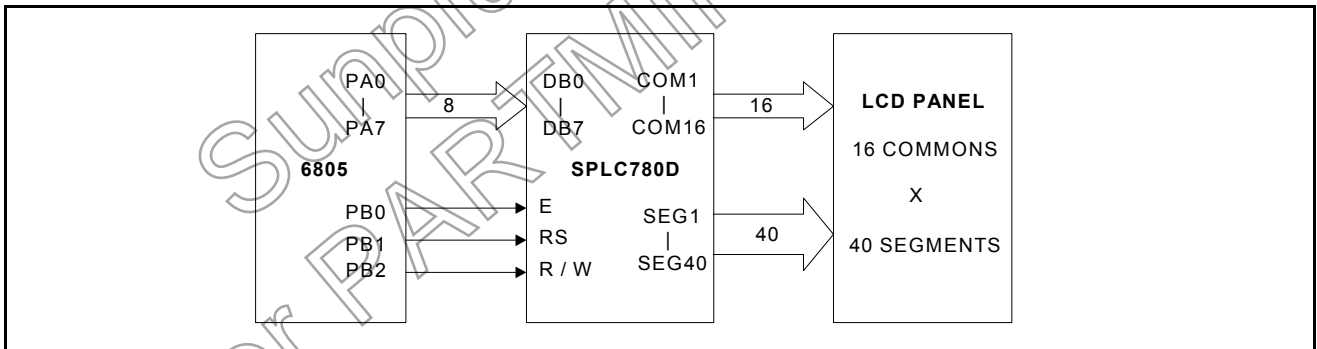 PA0
|
PA7
6805
PB0
PB1
PB2
8
DB0
|
DB7
COM1
|
COM16
SPLC780D
E
RS
R / W
SEG1
|
SEG40
16
40
LCD PANEL
16 COMMONS
X
40 SEGMENTS